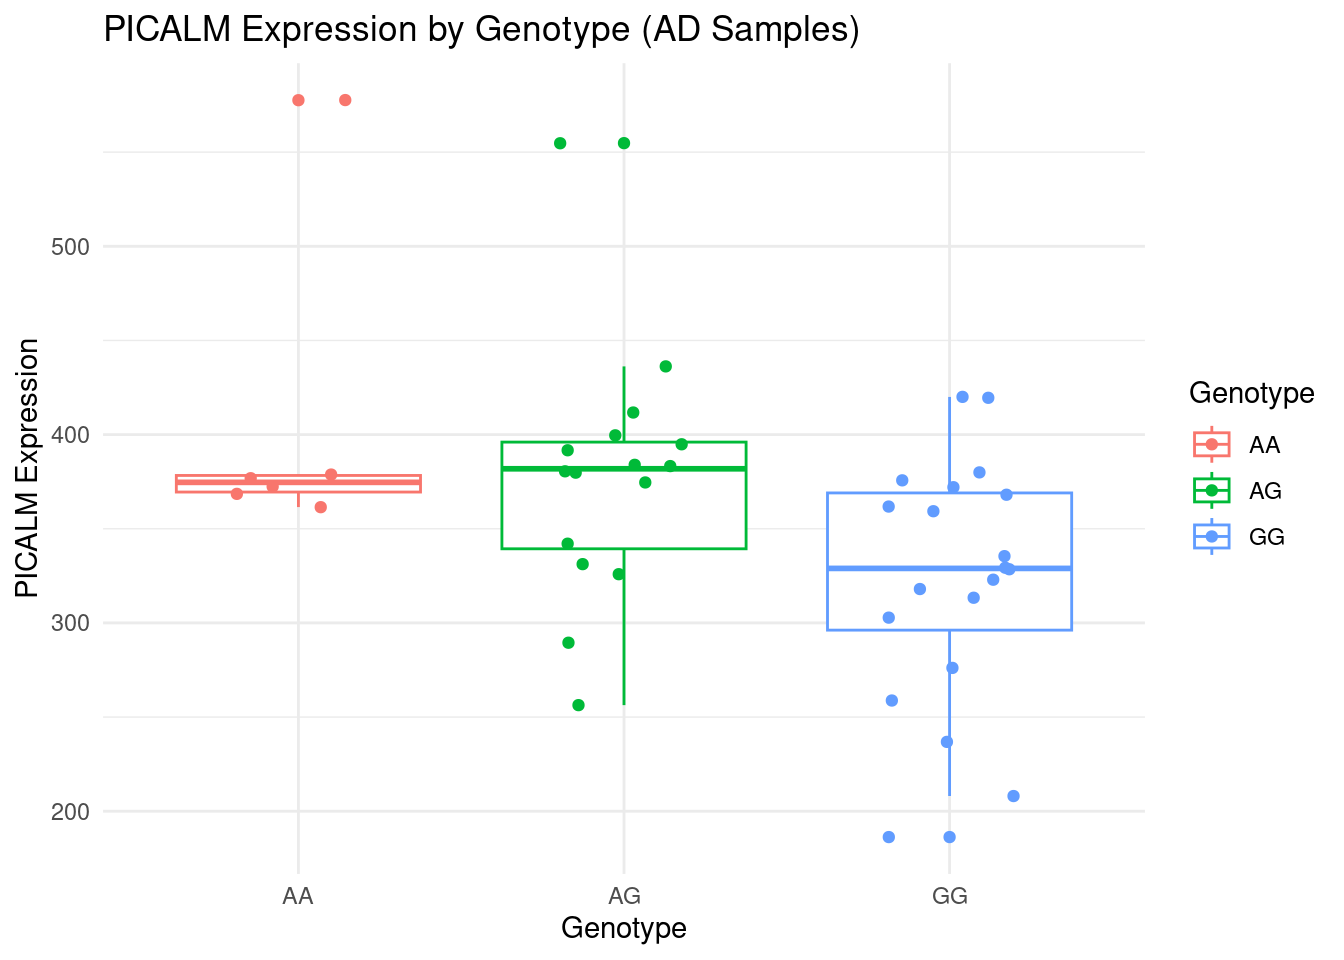 PICALM Expression by Genotype (AD Samples)
PICALM Expression
500
400
300
200
AA
AG
GG
Genotype
Genotype
AA
AG
GG